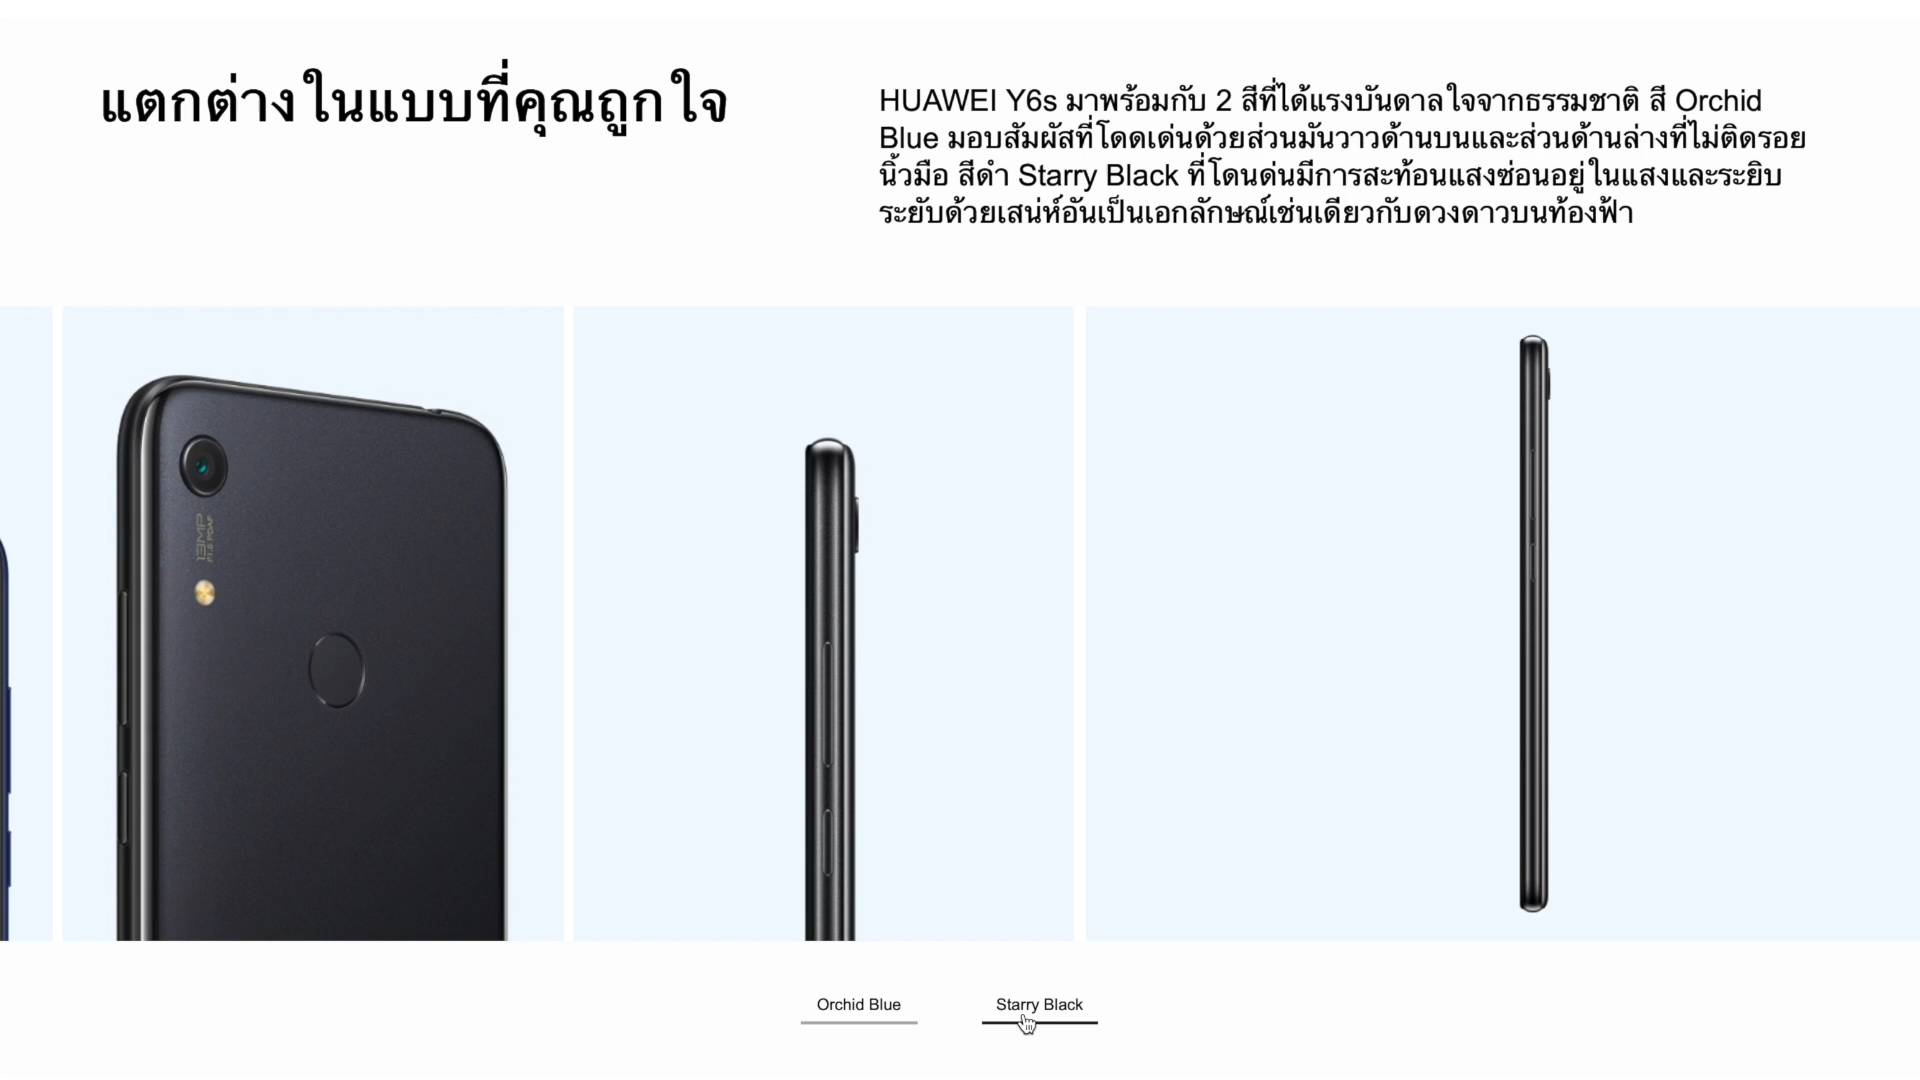 แตกต่างในแบบที่คุณถูกใจ
HUAWEI Y6s มาพร้อมกับ 2 สีที่ได้แรงบันดาลใจจากธรรมชาติ สี Orchid
Blue มอบสัมผัสที่โดดเด่นด้วยส่วนมันวาวด้านบนและส่วนด้านล่างที่ไม่ติดรอย
นิ้วมือ สีดำ Starry Black ที่โดนด่นมีการสะท้อนแสงซ่อนอยู่ในแสงและระยิบ
ระยับด้วยเสน่ห์อันเป็นเอกลักษณ์เช่นเดียวกับดวงดาวบนท้องฟ้า
13MP
F1.8 PDAF
Orchid Blue
Starry Black